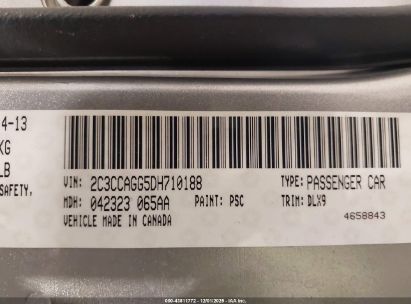 4-13
KG
LB
SAFETY,
VIN: 2C3CCAGG5DH710188 TYPE: PASSENGER CAR
MDH: 042323 065AA PAINT: PSC TRIM: DLX9
VEHICLE MADE IN CANADA 4658843